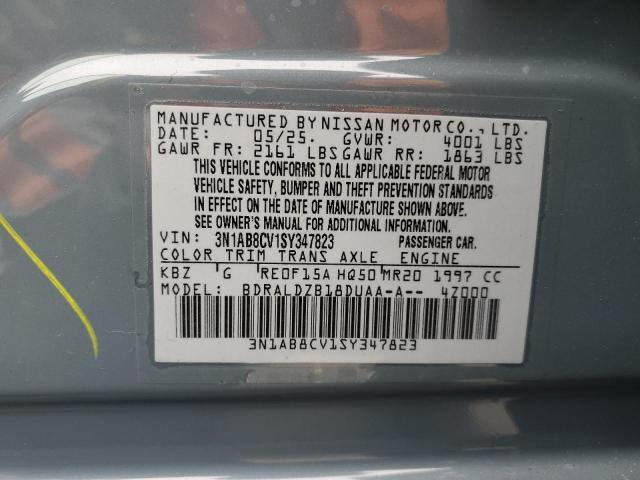 MANUFACTURED BY NISSAN MOTOR CO., LTD.
DATE: 05/25. GVWR: 4001 LBS
GAWR FR: 2161 LBS GAWR RR: 1863 LBS
THIS VEHICLE CONFORMS TO ALL APPLICABLE FEDERAL MOTOR
VEHICLE SAFETY, BUMPER AND THEFT PREVENTION STANDARDS
IN EFFECT ON THE DATE OF MANUFACTURE SHOWN ABOVE.
SEE OWNER'S MANUAL FOR ADDITIONAL INFORMATION.
VIN: 3N1AB8CV1SY347823 PASSENGER CAR.
COLOR TRIM TRANS AXLE ENGINE
KBZ G RE0F15A HQ50 MR20 1997 CC
MODEL: BDRALDZB18DUAA-A-- 4Z000
3N1AB8CV1SY347823